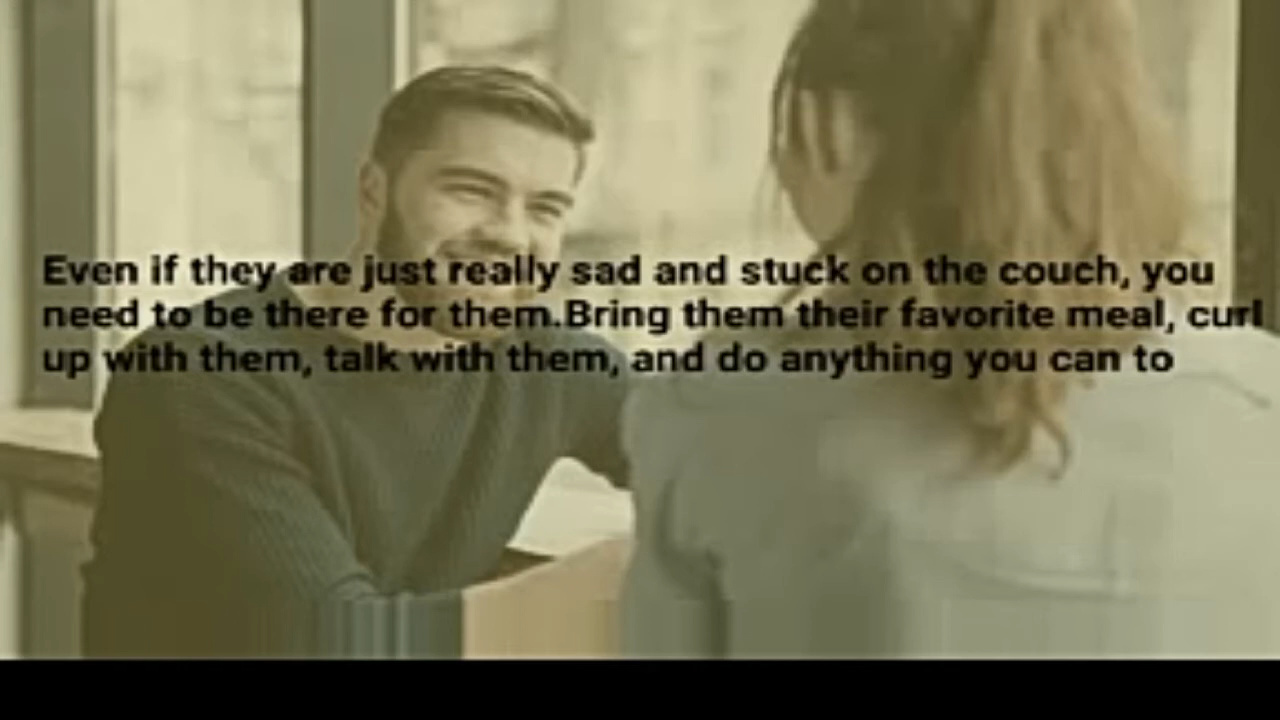 Even if they are just really sad and stuck on the couch, you
need to be there for them.Bring them their favorite meal, curl
up with them, talk with them, and do anything you can to